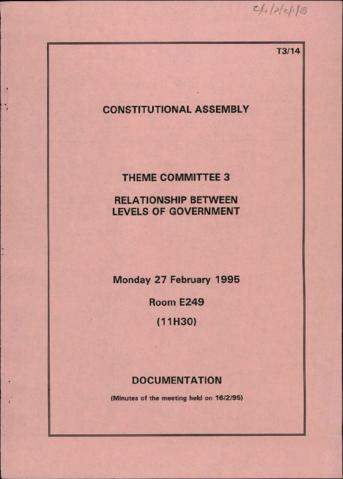 T3/14
CONSTITUTIONAL ASSEMBLY
THEME COMMITTEE 3
RELATIONSHIP BETWEEN
LEVELS OF GOVERNMENT
Monday 27 February 1995
Room E249
(11H30)
DOCUMENTATION
(Minutes of the meeting held on 16/2/95)